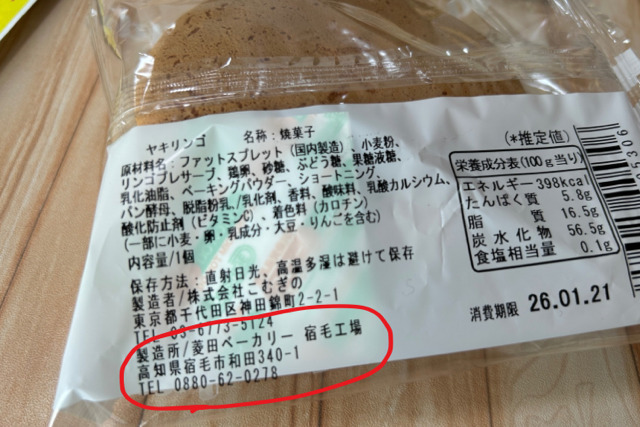 ヤキリンゴ 名称:焼菓子
原材料名:ファットスプレット(国内製造)、小麦粉、
リンゴプレザーブ、鶏卵、砂糖、ぶどう糖、果糖液糖、
乳化油脂、ベーキングパウダー、ショートニング、
パン酵母、脱脂粉乳/乳化剤、香料、酸味料、乳酸カルシウム、
酸化防止剤(ビタミンC)、着色料(カロチン)
(一部に小麦・卵・乳成分・大豆・りんごを含む)
内容量/1個
保存方法:直射日光、高温多湿は避けて保存
製造者/株式会社こむぎの
東京都千代田区神田錦町2-2-1
TEL 03-6773-5124
製造所/菱田ベーカリー 宿毛工場
高知県宿毛市和田340-1
TEL 0880-62-0278
(*推定値)
栄養成分表(100g当り)
エネルギー 398kcal
たんぱく質 5.8g
脂質 16.5g
炭水化物 56.5g
食塩相当量 0.1g
消費期限 26.01.21